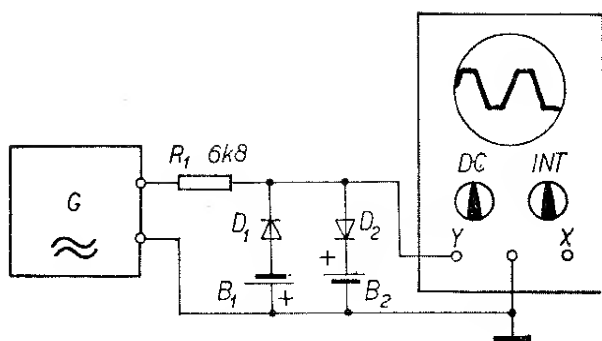 DC INT
R₁ 6k8
G
D₁ D₂
Y X
+
B₁ + B₂